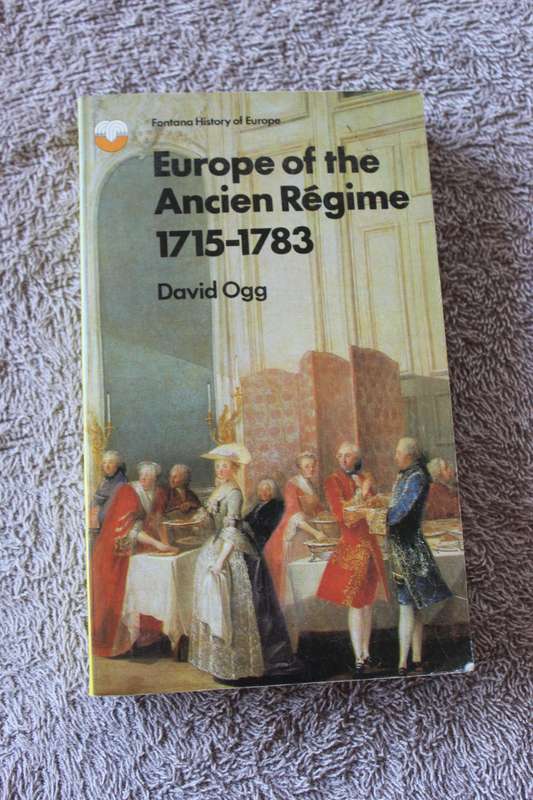 Fontana History of Europe
Europe of the
Ancien Régime
1715-1783
David Ogg